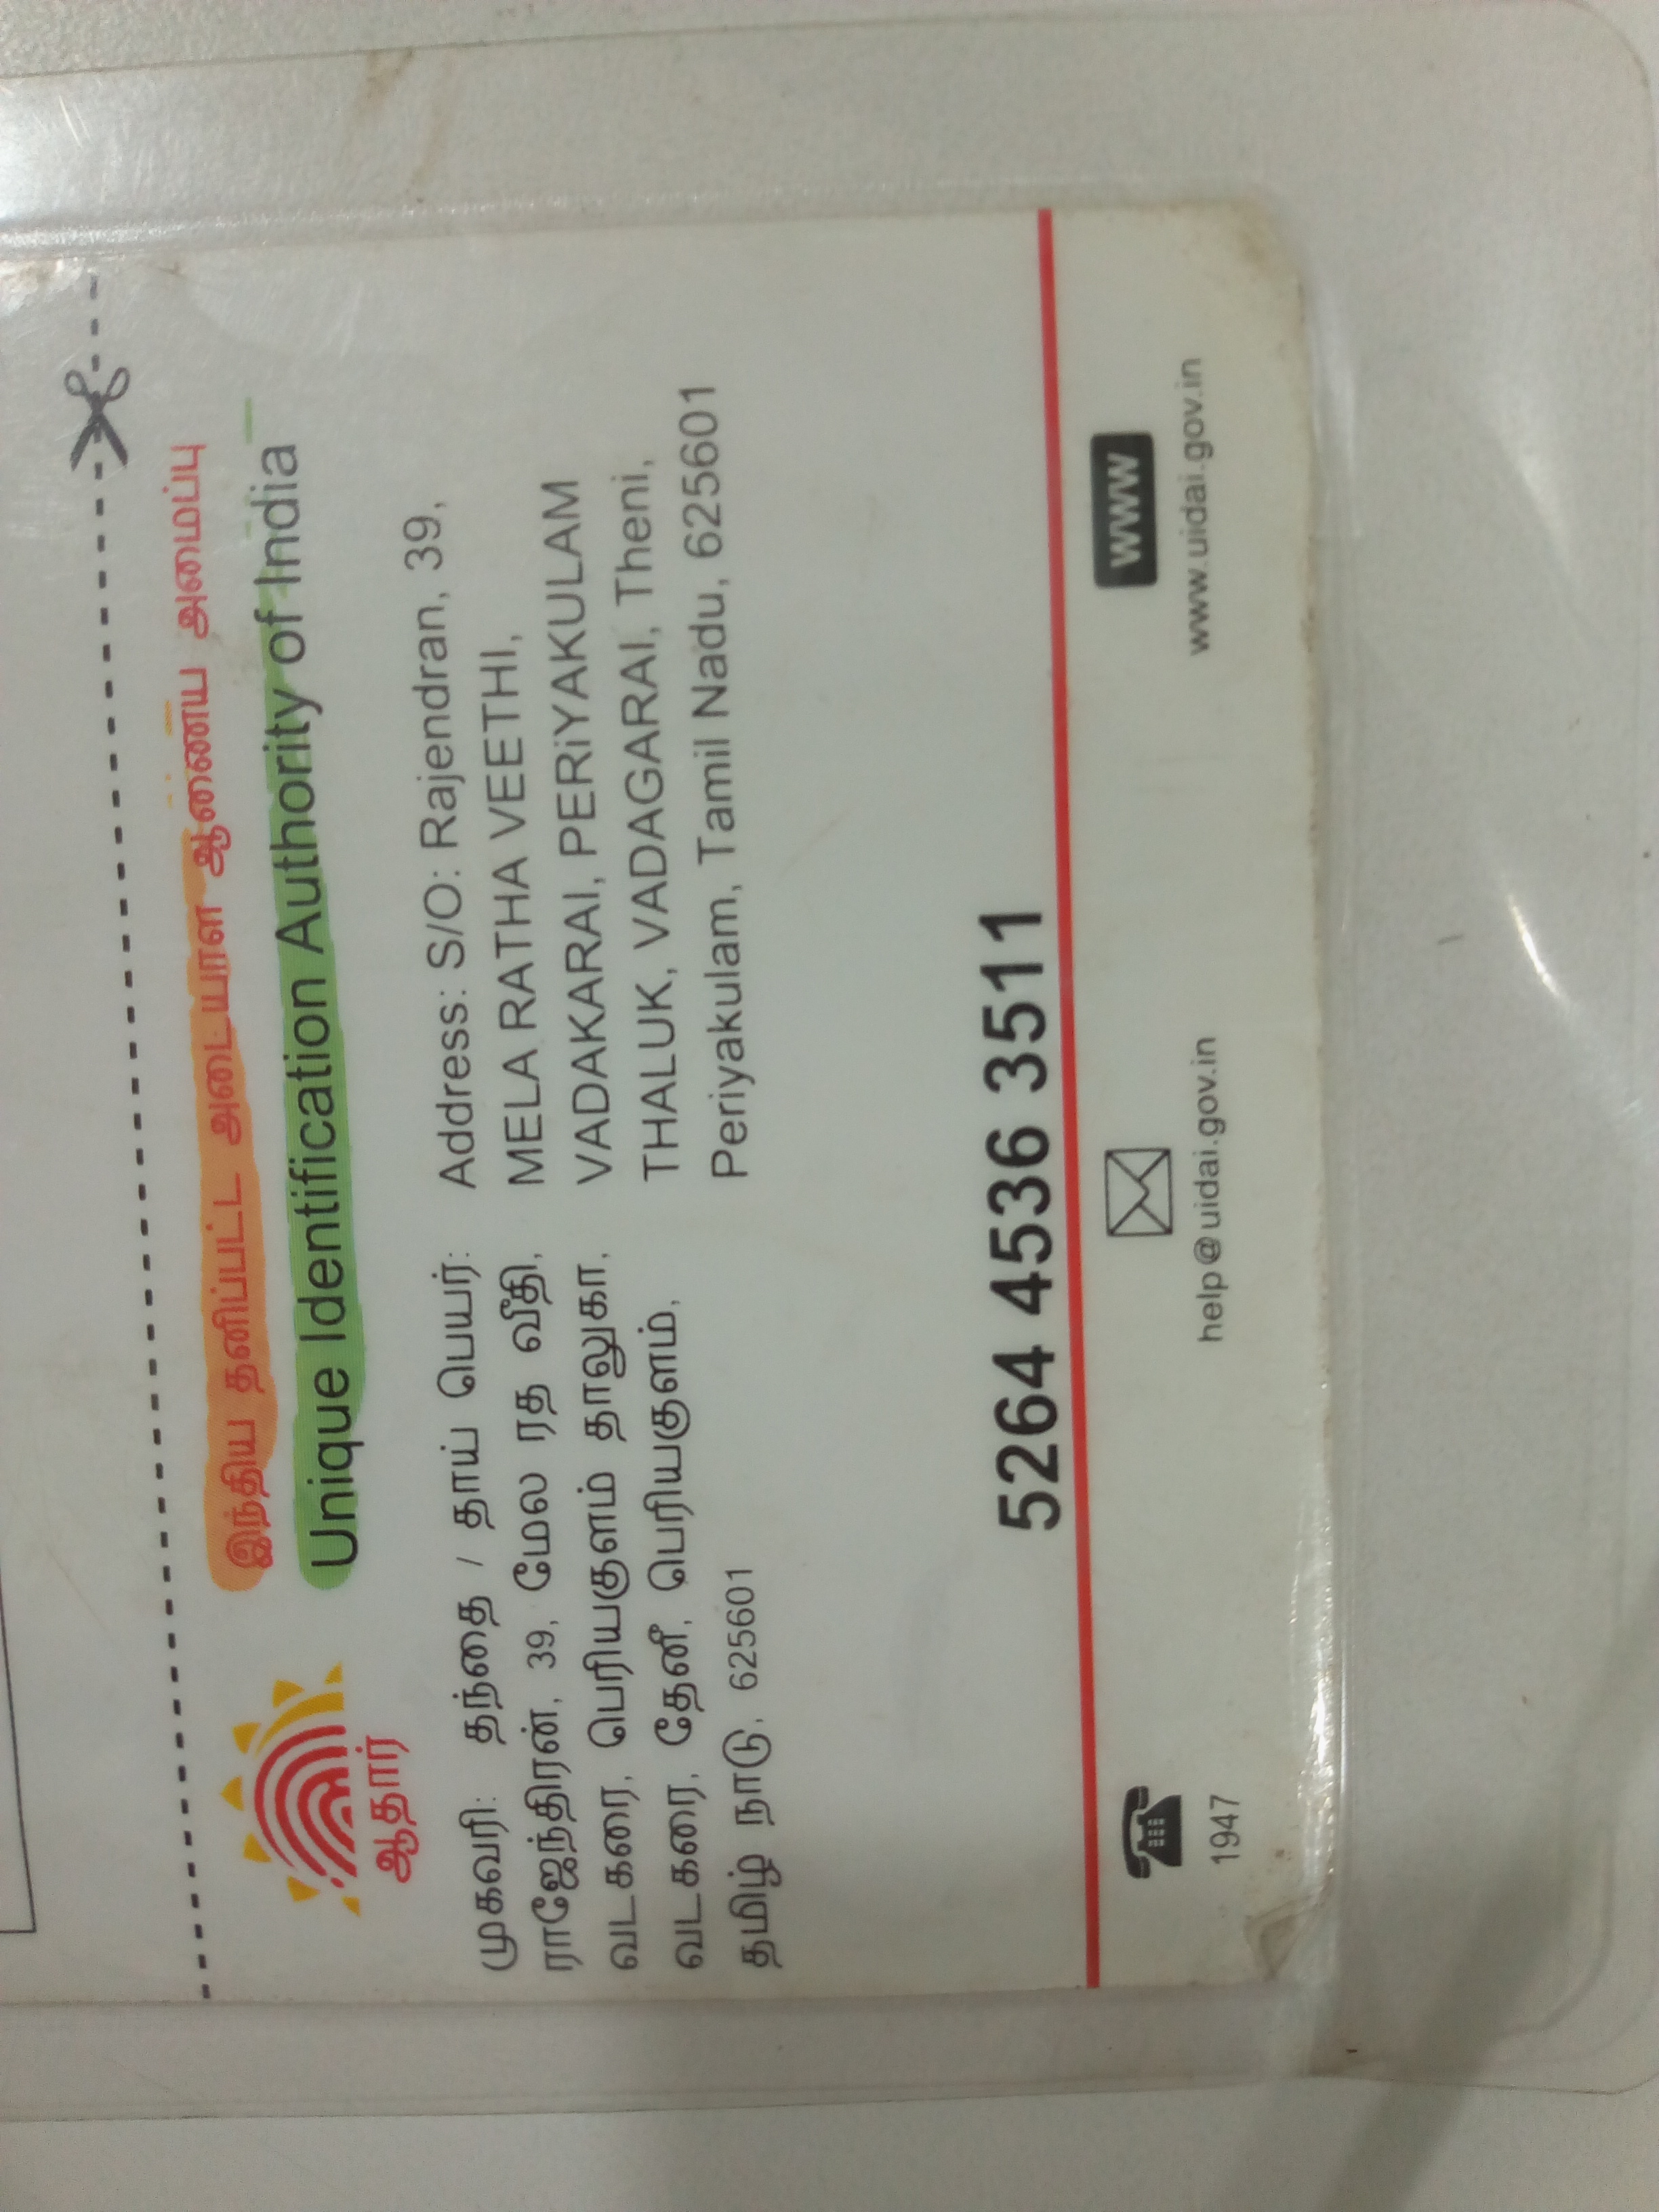 இந்திய தனிப்பட்ட அடையாள ஆணைய அமைப்பு
Unique Identification Authority of India
ஆதார்
முகவரி: தந்தை / தாய் பெயர்:
ராஜேந்திரன், 39, மேல ரத வீதி,
வடகரை, பெரியகுளம் தாலுகா,
வடகரை, தேனீ, பெரியகுளம்,
தமிழ் நாடு, 625601
Address: S/O: Rajendran, 39,
MELA RATHA VEETHI,
VADAKARAI, PERiYAKULAM
THALUK, VADAGARAI, Theni,
Periyakulam, Tamil Nadu, 625601
5264 4536 3511
1947
help@uidai.gov.in
www
www.uidai.gov.in